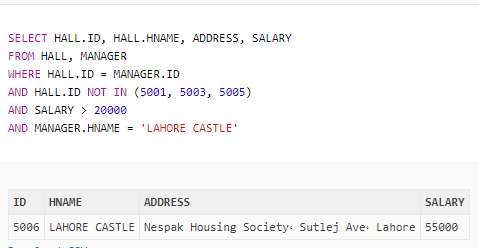 SELECT HALL.ID, HALL.HNAME, ADDRESS, SALARY
FROM HALL, MANAGER
WHERE HALL.ID = MANAGER.ID
AND HALL.ID NOT IN (5001, 5003, 5005)
AND SALARY > 20000
AND MANAGER.HNAME = 'LAHORE CASTLE'
ID HNAME ADDRESS SALARY
5006 LAHORE CASTLE Nespak Housing Society، Sutlej Ave، Lahore 55000